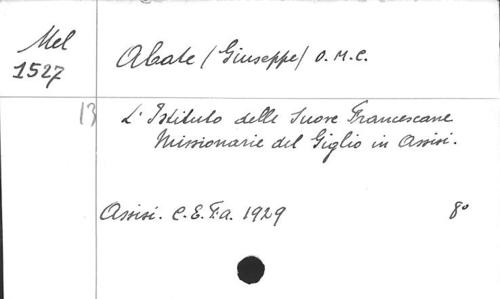 Mel
1527
Abate (Giuseppe) O.M.C.
13
L'Istituto delle Suore Francescane
Missionarie del Giglio in Assisi.
Assisi. C.E.F.a. 1929 8°